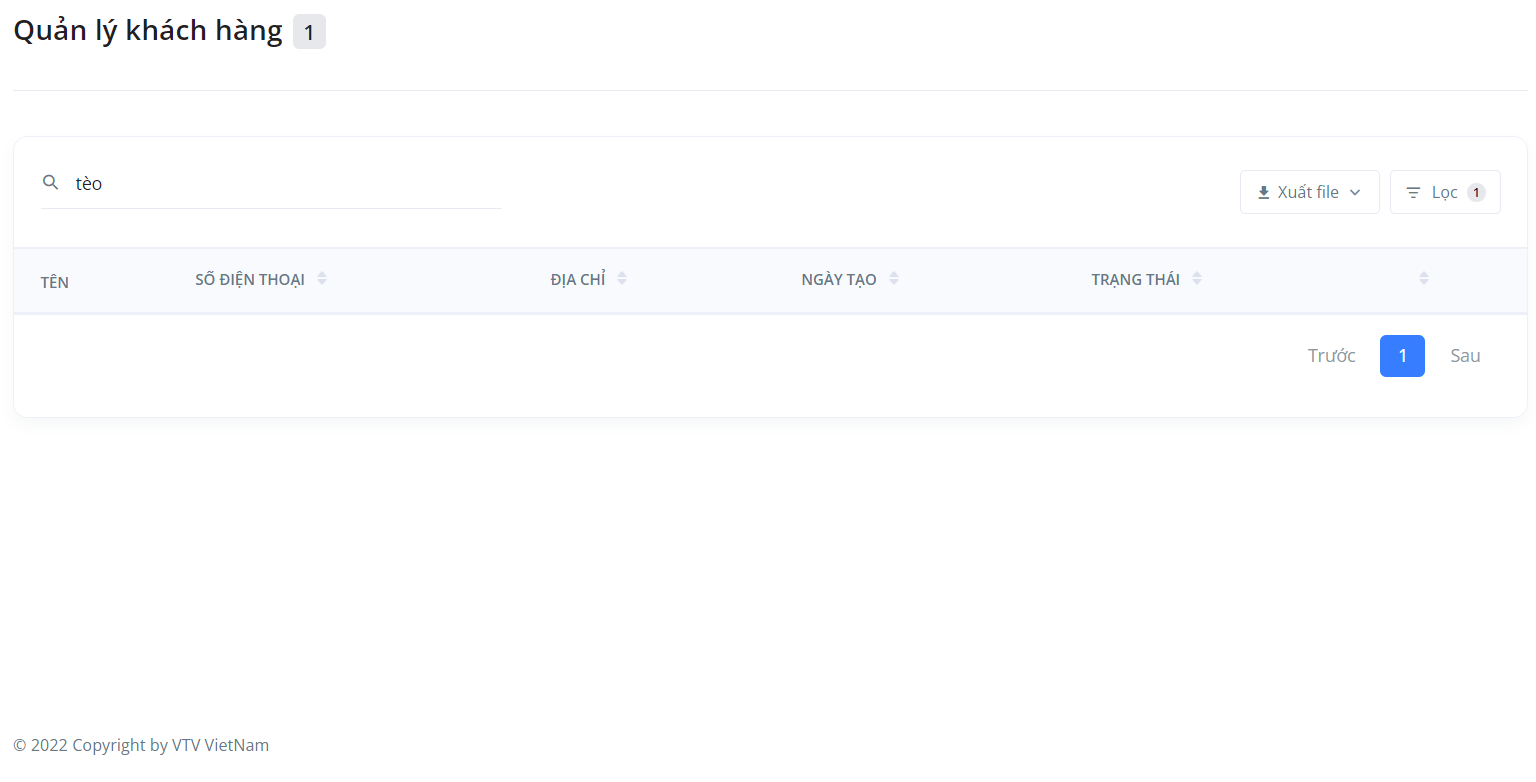 Quản lý khách hàng 1
tèo
Xuất file
Lọc 1
TÊN SỐ ĐIỆN THOẠI ĐỊA CHỈ NGÀY TẠO TRẠNG THÁI
Trước 1 Sau
© 2022 Copyright by VTV VietNam